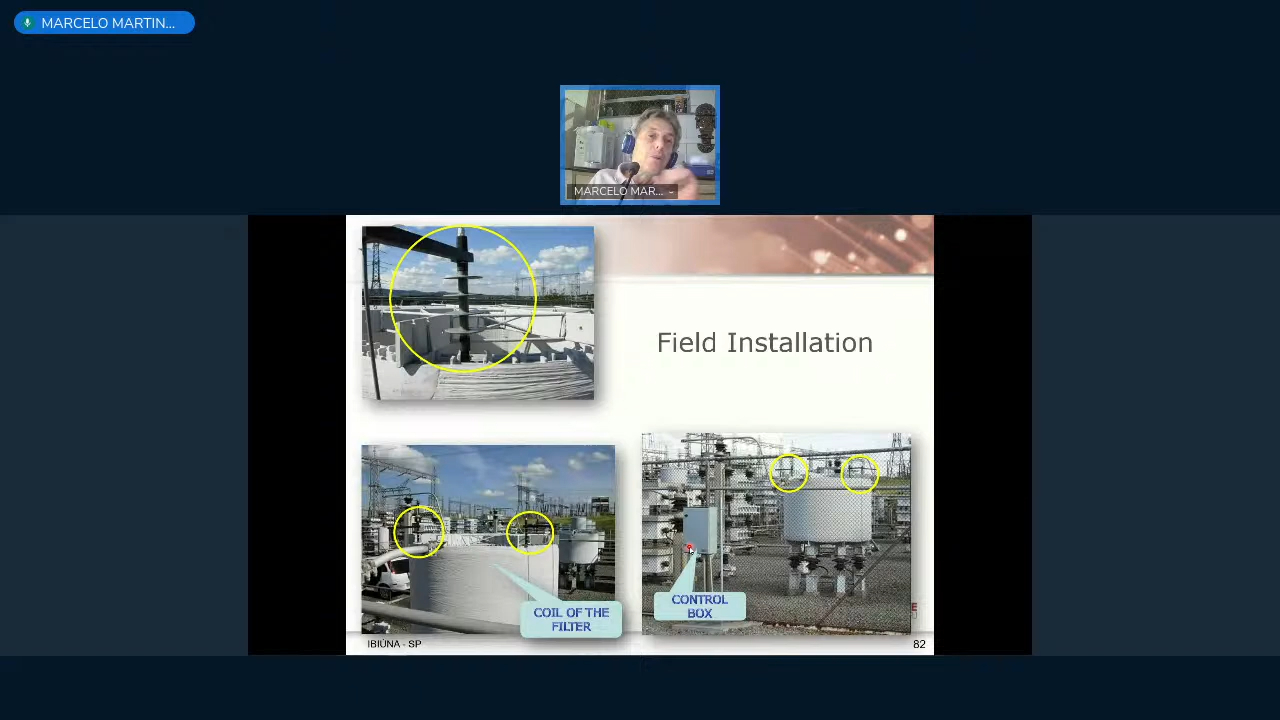 MARCELO MARTIN...
MARCELO MAR...
Field Installation
COIL OF THE
FILTER
CONTROL
BOX
IBIÚNA - SP
82